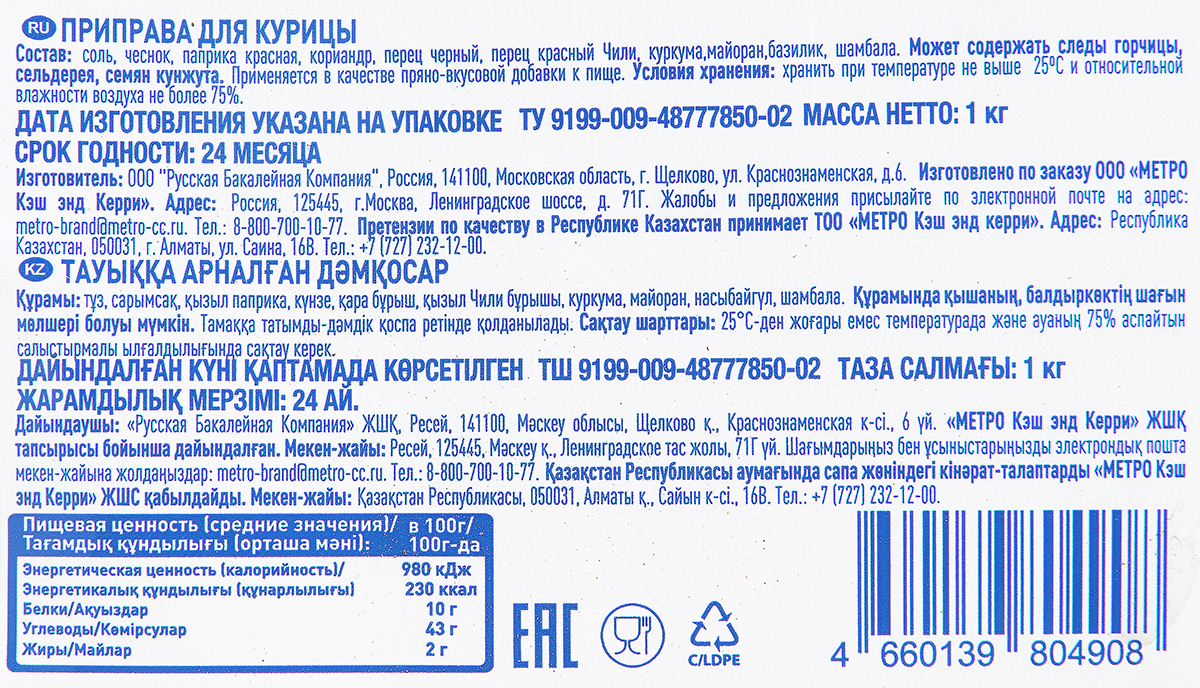 RU ПРИПРАВА ДЛЯ КУРИЦЫ
Состав: соль, чеснок, паприка красная, кориандр, перец черный, перец красный Чили, куркума,майоран,базилик, шамбала. Может содержать следы горчицы,
сельдерея, семян кунжута. Применяется в качестве пряно-вкусовой добавки к пище. Условия хранения: хранить при температуре не выше 25ºС и относительной
влажности воздуха не более 75%.
ДАТА ИЗГОТОВЛЕНИЯ УКАЗАНА НА УПАКОВКЕ ТУ 9199-009-48777850-02 МАССА НЕТТО: 1 кг
СРОК ГОДНОСТИ: 24 МЕСЯЦА
Изготовитель: ООО "Русская Бакалейная Компания", Россия, 141100, Московская область, г. Щелково, ул. Краснознаменская, д.6. Изготовлено по заказу ООО «МЕТРО
Кэш энд Керри». Адрес: Россия, 125445, г.Москва, Ленинградское шоссе, д. 71Г. Жалобы и предложения присылайте по электронной почте на адрес:
metro-brand@metro-cc.ru. Тел.: 8-800-700-10-77. Претензии по качеству в Республике Казахстан принимает ТОО «МЕТРО Кэш энд керри». Адрес: Республика
Казахстан, 050031, г. Алматы, ул. Саина, 16В. Тел.: +7 (727) 232-12-00.
KZ ТАУЫҚҚА АРНАЛҒАН ДӘМҚОСАР
Құрамы: тұз, сарымсақ, қызыл паприка, күнзе, қара бұрыш, қызыл Чили бұрышы, куркума, майоран, насыбайгүл, шамбала. Құрамында қышаның, балдыркөктің шағын
мөлшері болуы мүмкін. Тамаққа татымды-дәмдік қоспа ретінде қолданылады. Сақтау шарттары: 25°С-ден жоғары емес температурада және ауаның 75% аспайтын
салыстырмалы ылғалдылығында сақтау керек.
ДАЙЫНДАЛҒАН КҮНІ ҚАПТАМАДА КӨРСЕТІЛГЕН ТШ 9199-009-48777850-02 ТАЗА САЛМАҒЫ: 1 кг
ЖАРАМДЫЛЫҚ МЕРЗІМІ: 24 АЙ.
Дайындаушы: «Русская Бакалейная Компания» ЖШҚ, Ресей, 141100, Мәскеу облысы, Щелково қ., Краснознаменская к-сі., 6 үй. «МЕТРО Кэш энд Керри» ЖШҚ
тапсырысы бойынша дайындалған. Мекен-жайы: Ресей, 125445, Мәскеу қ., Ленинградское тас жолы, 71Г үй. Шағымдарыңыз бен ұсыныстарыңызды электрондық пошта
мекен-жайына жолдаңыздар: metro-brand@metro-cc.ru. Тел.: 8-800-700-10-77. Қазақстан Республикасы аумағында сапа жөніндегі кінәрат-талаптарды «МЕТРО Кэш
энд Керри» ЖШС қабылдайды. Мекен-жайы: Қазақстан Республикасы, 050031, Алматы қ., Сайын к-сі., 16В. Тел.: +7 (727) 232-12-00.
Пищевая ценность (средние значения)/ в 100г/
Тағамдық құндылығы (орташа мәні): 100г-да
Энергетическая ценность (калорийность)/ 980 кДж
Энергетикалық құндылығы (құнарлылығы) 230 ккал
Белки/Ақуыздар 10 г
Углеводы/Көмірсулар 43 г
Жиры/Майлар 2 г
EAC
C/LDPE
4 660139 804908